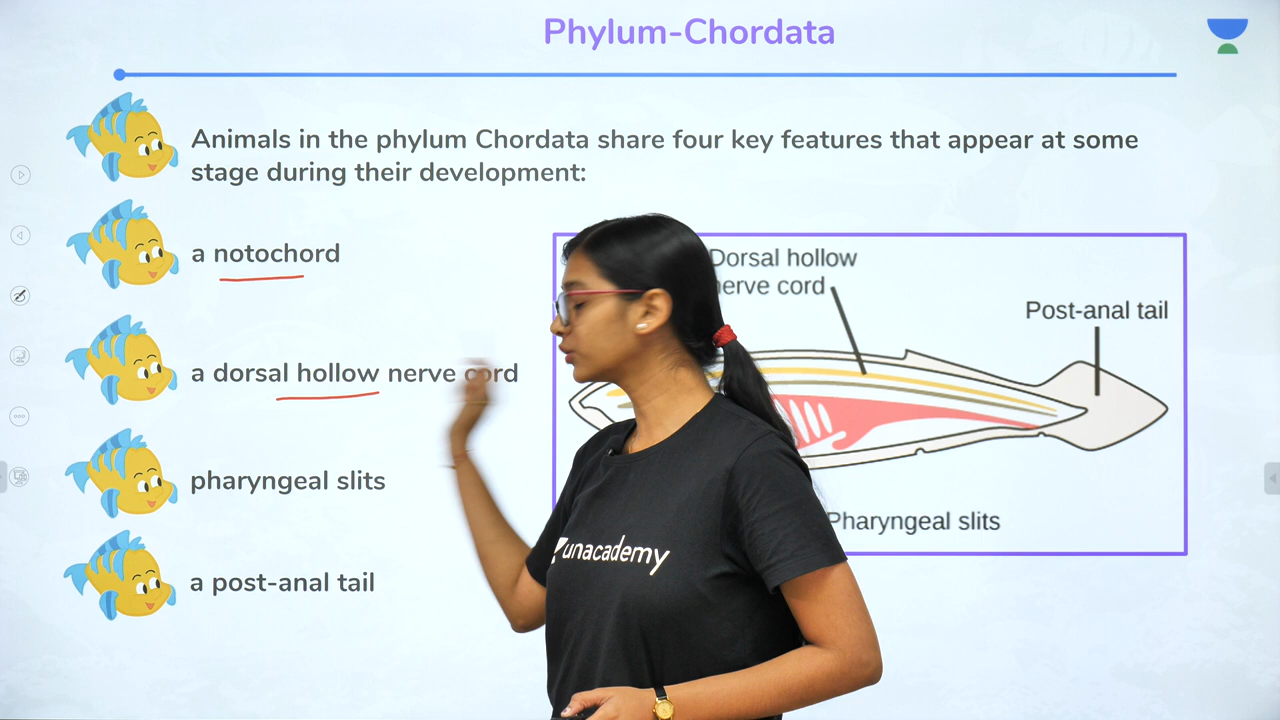 Phylum-Chordata
Animals in the phylum Chordata share four key features that appear at some
stage during their development:
a notochord
a dorsal hollow nerve cord
pharyngeal slits
a post-anal tail
Dorsal hollow
nerve cord
Post-anal tail
Pharyngeal slits
unacademy